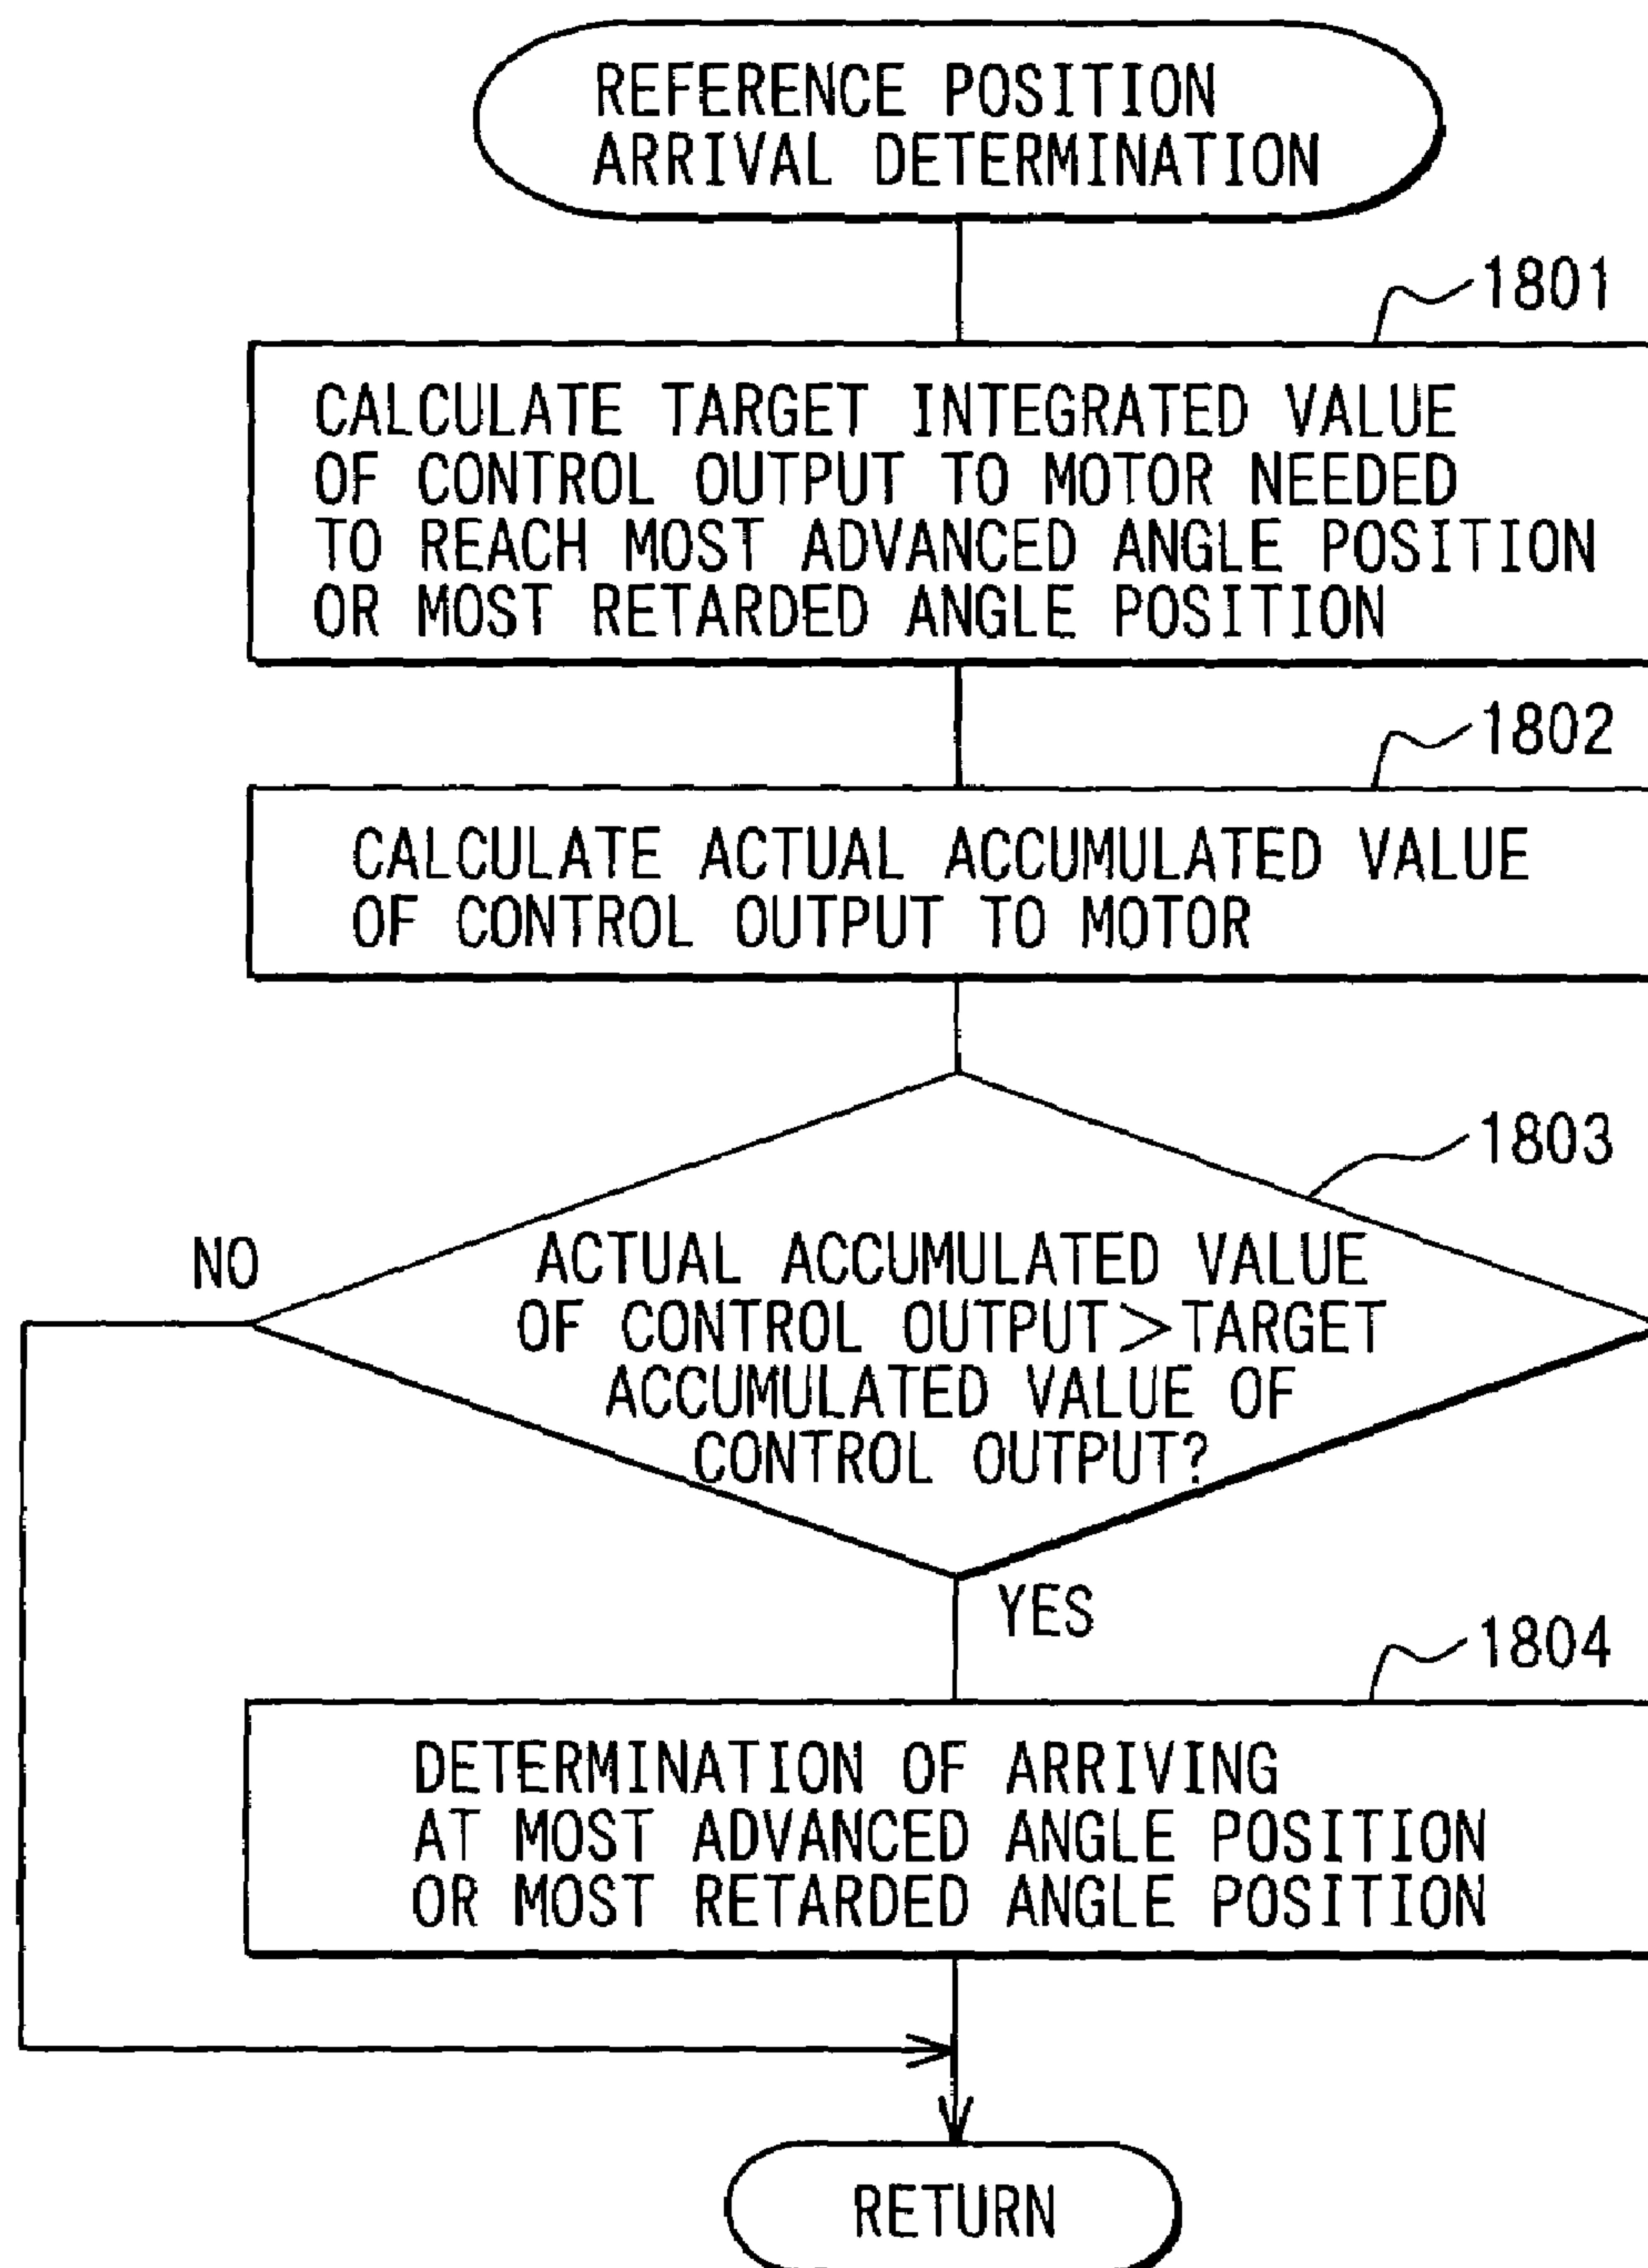 REFERENCE POSITION
ARRIVAL DETERMINATION
1801
CALCULATE TARGET INTEGRATED VALUE
OF CONTROL OUTPUT TO MOTOR NEEDED
TO REACH MOST ADVANCED ANGLE POSITION
OR MOST RETARDED ANGLE POSITION
1802
CALCULATE ACTUAL ACCUMULATED VALUE
OF CONTROL OUTPUT TO MOTOR
1803
NO
ACTUAL ACCUMULATED VALUE
OF CONTROL OUTPUT>TARGET
ACCUMULATED VALUE OF
CONTROL OUTPUT?
YES
1804
DETERMINATION OF ARRIVING
AT MOST ADVANCED ANGLE POSITION
OR MOST RETARDED ANGLE POSITION
RETURN